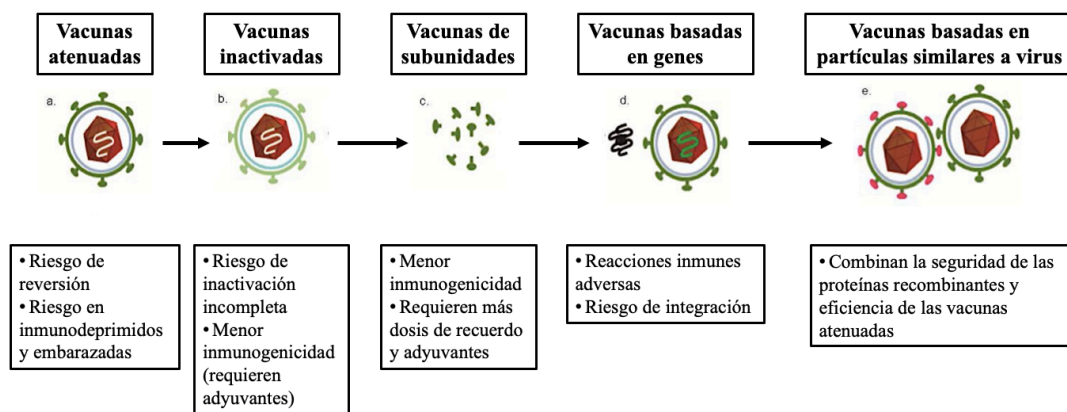 Vacunas
atenuadas
Vacunas
inactivadas
Vacunas de
subunidades
Vacunas basadas
en genes
Vacunas basadas en
partículas similares a virus
a.
b.
c.
d.
e.
• Riesgo de
reversión
• Riesgo en
inmunodeprimidos
y embarazadas
• Riesgo de
inactivación
incompleta
• Menor
inmunogenicidad
(requieren
adyuvantes)
• Menor
inmunogenicidad
• Requieren más
dosis de recuerdo
y adyuvantes
• Reacciones inmunes
adversas
• Riesgo de integración
• Combinan la seguridad de las
proteínas recombinantes y
eficiencia de las vacunas
atenuadas